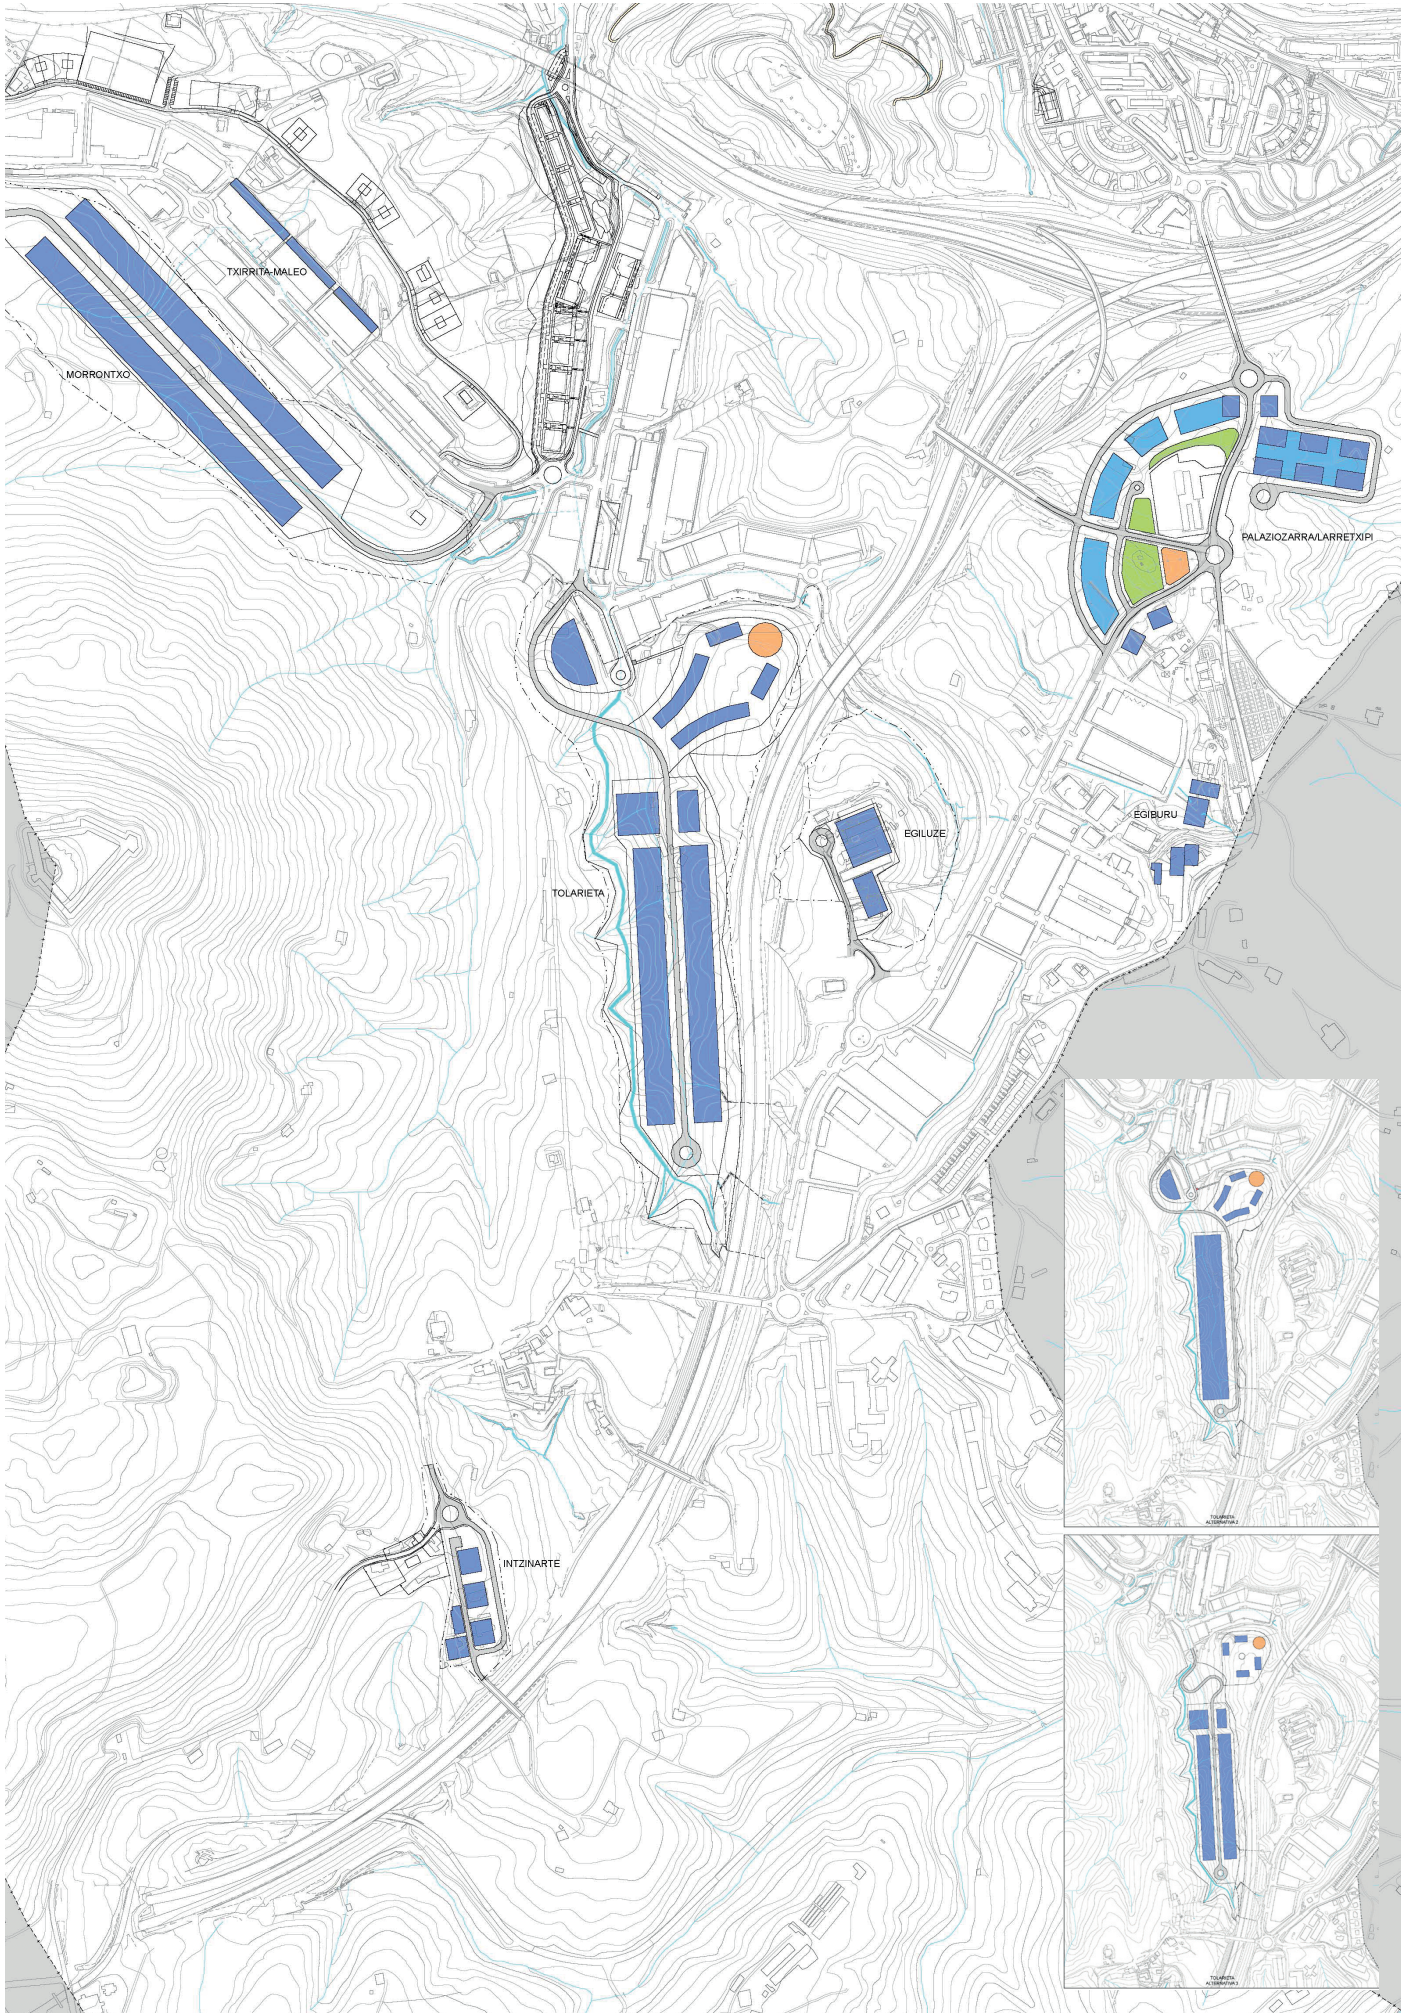 TXIRRITA-MALEO
MORRONTXO
PALAZIOZARRA/LARRETXIPI
EGIBURU
EGILUZE
TOLARIETA
INTZINARTE
TOLARIETA
ALTERNATIVA 2
TOLARIETA
ALTERNATIVA 3